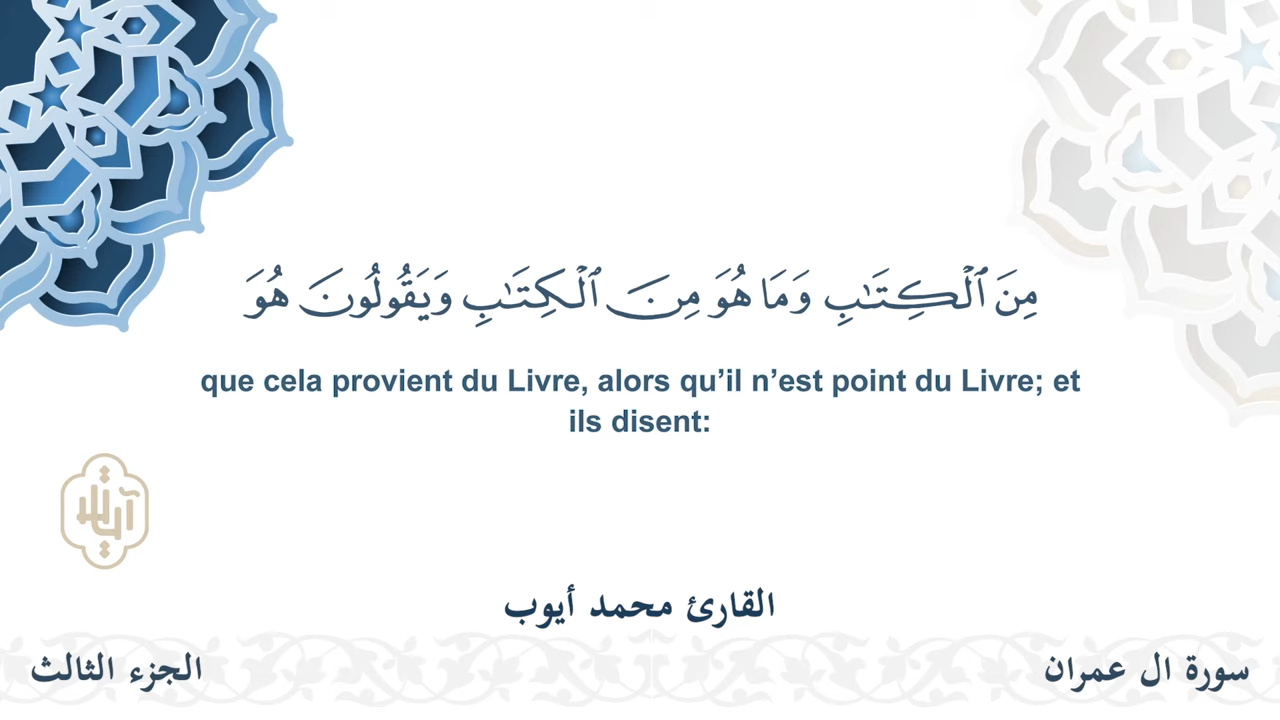 مِنَ ٱلْكِتَـٰبِ وَمَا هُوَ مِنَ ٱلْكِتَـٰبِ وَيَقُولُونَ هُوَ
que cela provient du Livre, alors qu’il n’est point du Livre; et
ils disent:
القارئ محمد أيوب
سورة ال عمران
الجزء الثالث